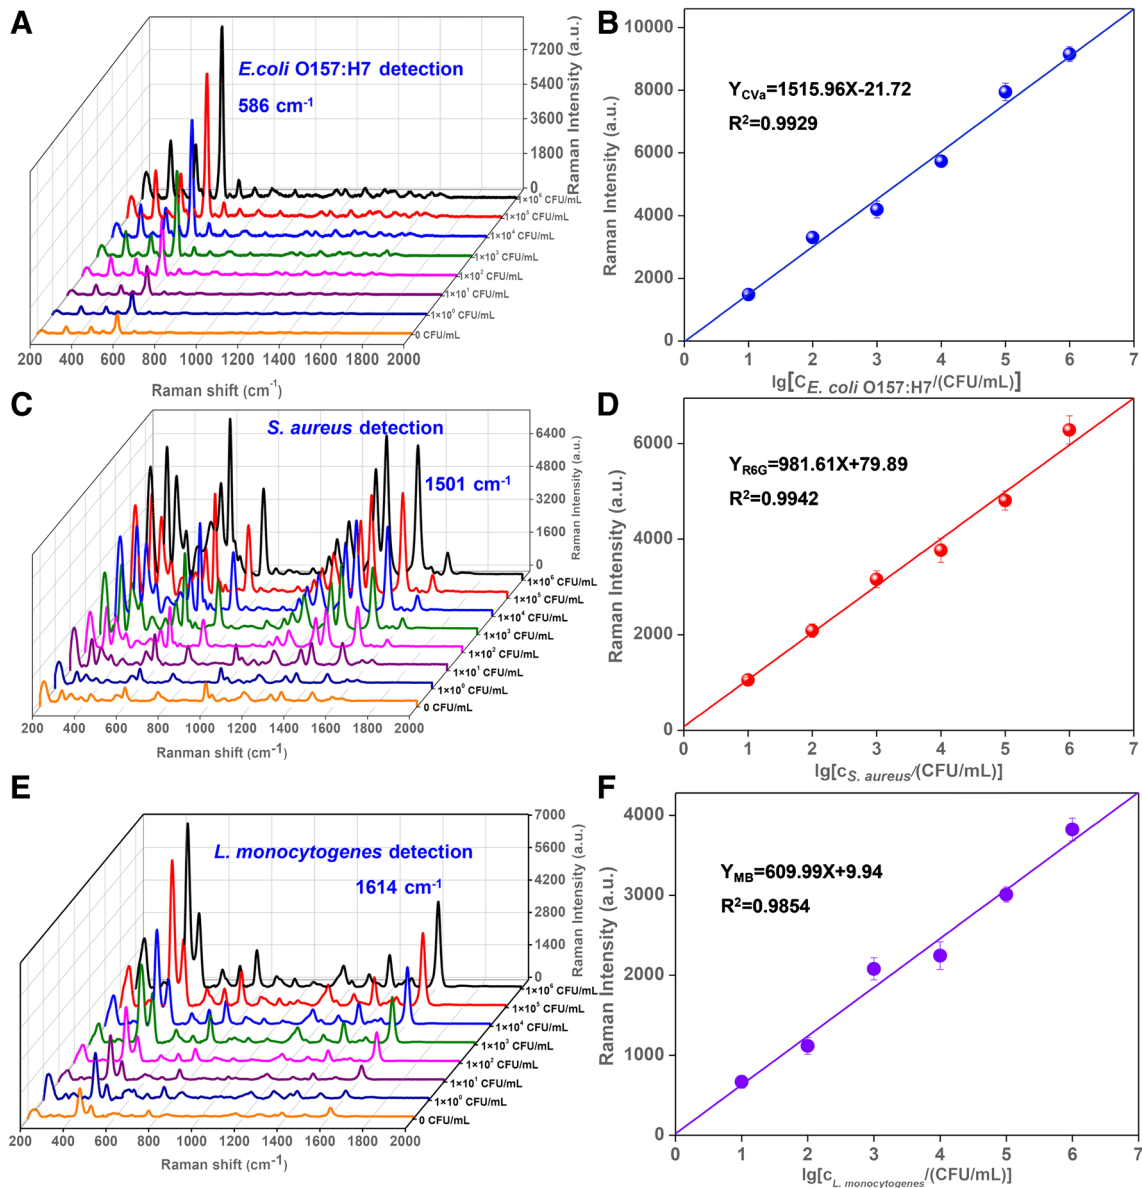 A
E.coli O157:H7 detection
586 cm-1
7200
5400
3600
1800
0
Raman Intensity (a.u.)
1×10⁶ CFU/mL
1×10⁵ CFU/mL
1×10⁴ CFU/mL
1×10³ CFU/mL
1×10² CFU/mL
1×10¹ CFU/mL
1×10⁰ CFU/mL
0 CFU/mL
200 400 600 800 1000 1200 1400 1600 1800 2000
Raman shift (cm-1)
B
YCVa=1515.96X-21.72
R2=0.9929
10000
8000
6000
4000
2000
0
Raman Intensity (a.u.)
0 1 2 3 4 5 6 7
lg[CE. coli O157:H7/(CFU/mL)]
C
S. aureus detection
1501 cm-1
6400
4800
3200
1600
0
Raman Intensity (a.u.)
1×10⁶ CFU/mL
1×10⁵ CFU/mL
1×10⁴ CFU/mL
1×10³ CFU/mL
1×10² CFU/mL
1×10¹ CFU/mL
1×10⁰ CFU/mL
0 CFU/mL
200 400 600 800 1000 1200 1400 1600 1800 2000
Ranman shift (cm-1)
D
YR6G=981.61X+79.89
R2=0.9942
6000
4000
2000
0
Raman Intensity (a.u.)
0 1 2 3 4 5 6 7
lg[cS. aureus/(CFU/mL)]
E
L. monocytogenes detection
1614 cm-1
7000
5600
4200
2800
1400
0
Raman Intensity (a.u.)
1×10⁶ CFU/mL
1×10⁵ CFU/mL
1×10⁴ CFU/mL
1×10³ CFU/mL
1×10² CFU/mL
1×10¹ CFU/mL
1×10⁰ CFU/mL
0 CFU/mL
200 400 600 800 1000 1200 1400 1600 1800 2000
Raman shift (cm-1)
F
YMB=609.99X+9.94
R2=0.9854
4000
3000
2000
1000
0
Raman Intensity (a.u.)
0 1 2 3 4 5 6 7
lg[cL. monocytogenes/(CFU/mL)]